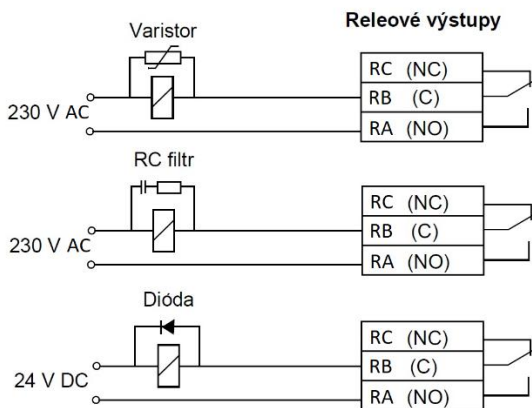 Releové výstupy
Varistor
230 V AC
RC (NC)
RB (C)
RA (NO)
RC filtr
230 V AC
RC (NC)
RB (C)
RA (NO)
Dióda
24 V DC
RC (NC)
RB (C)
RA (NO)